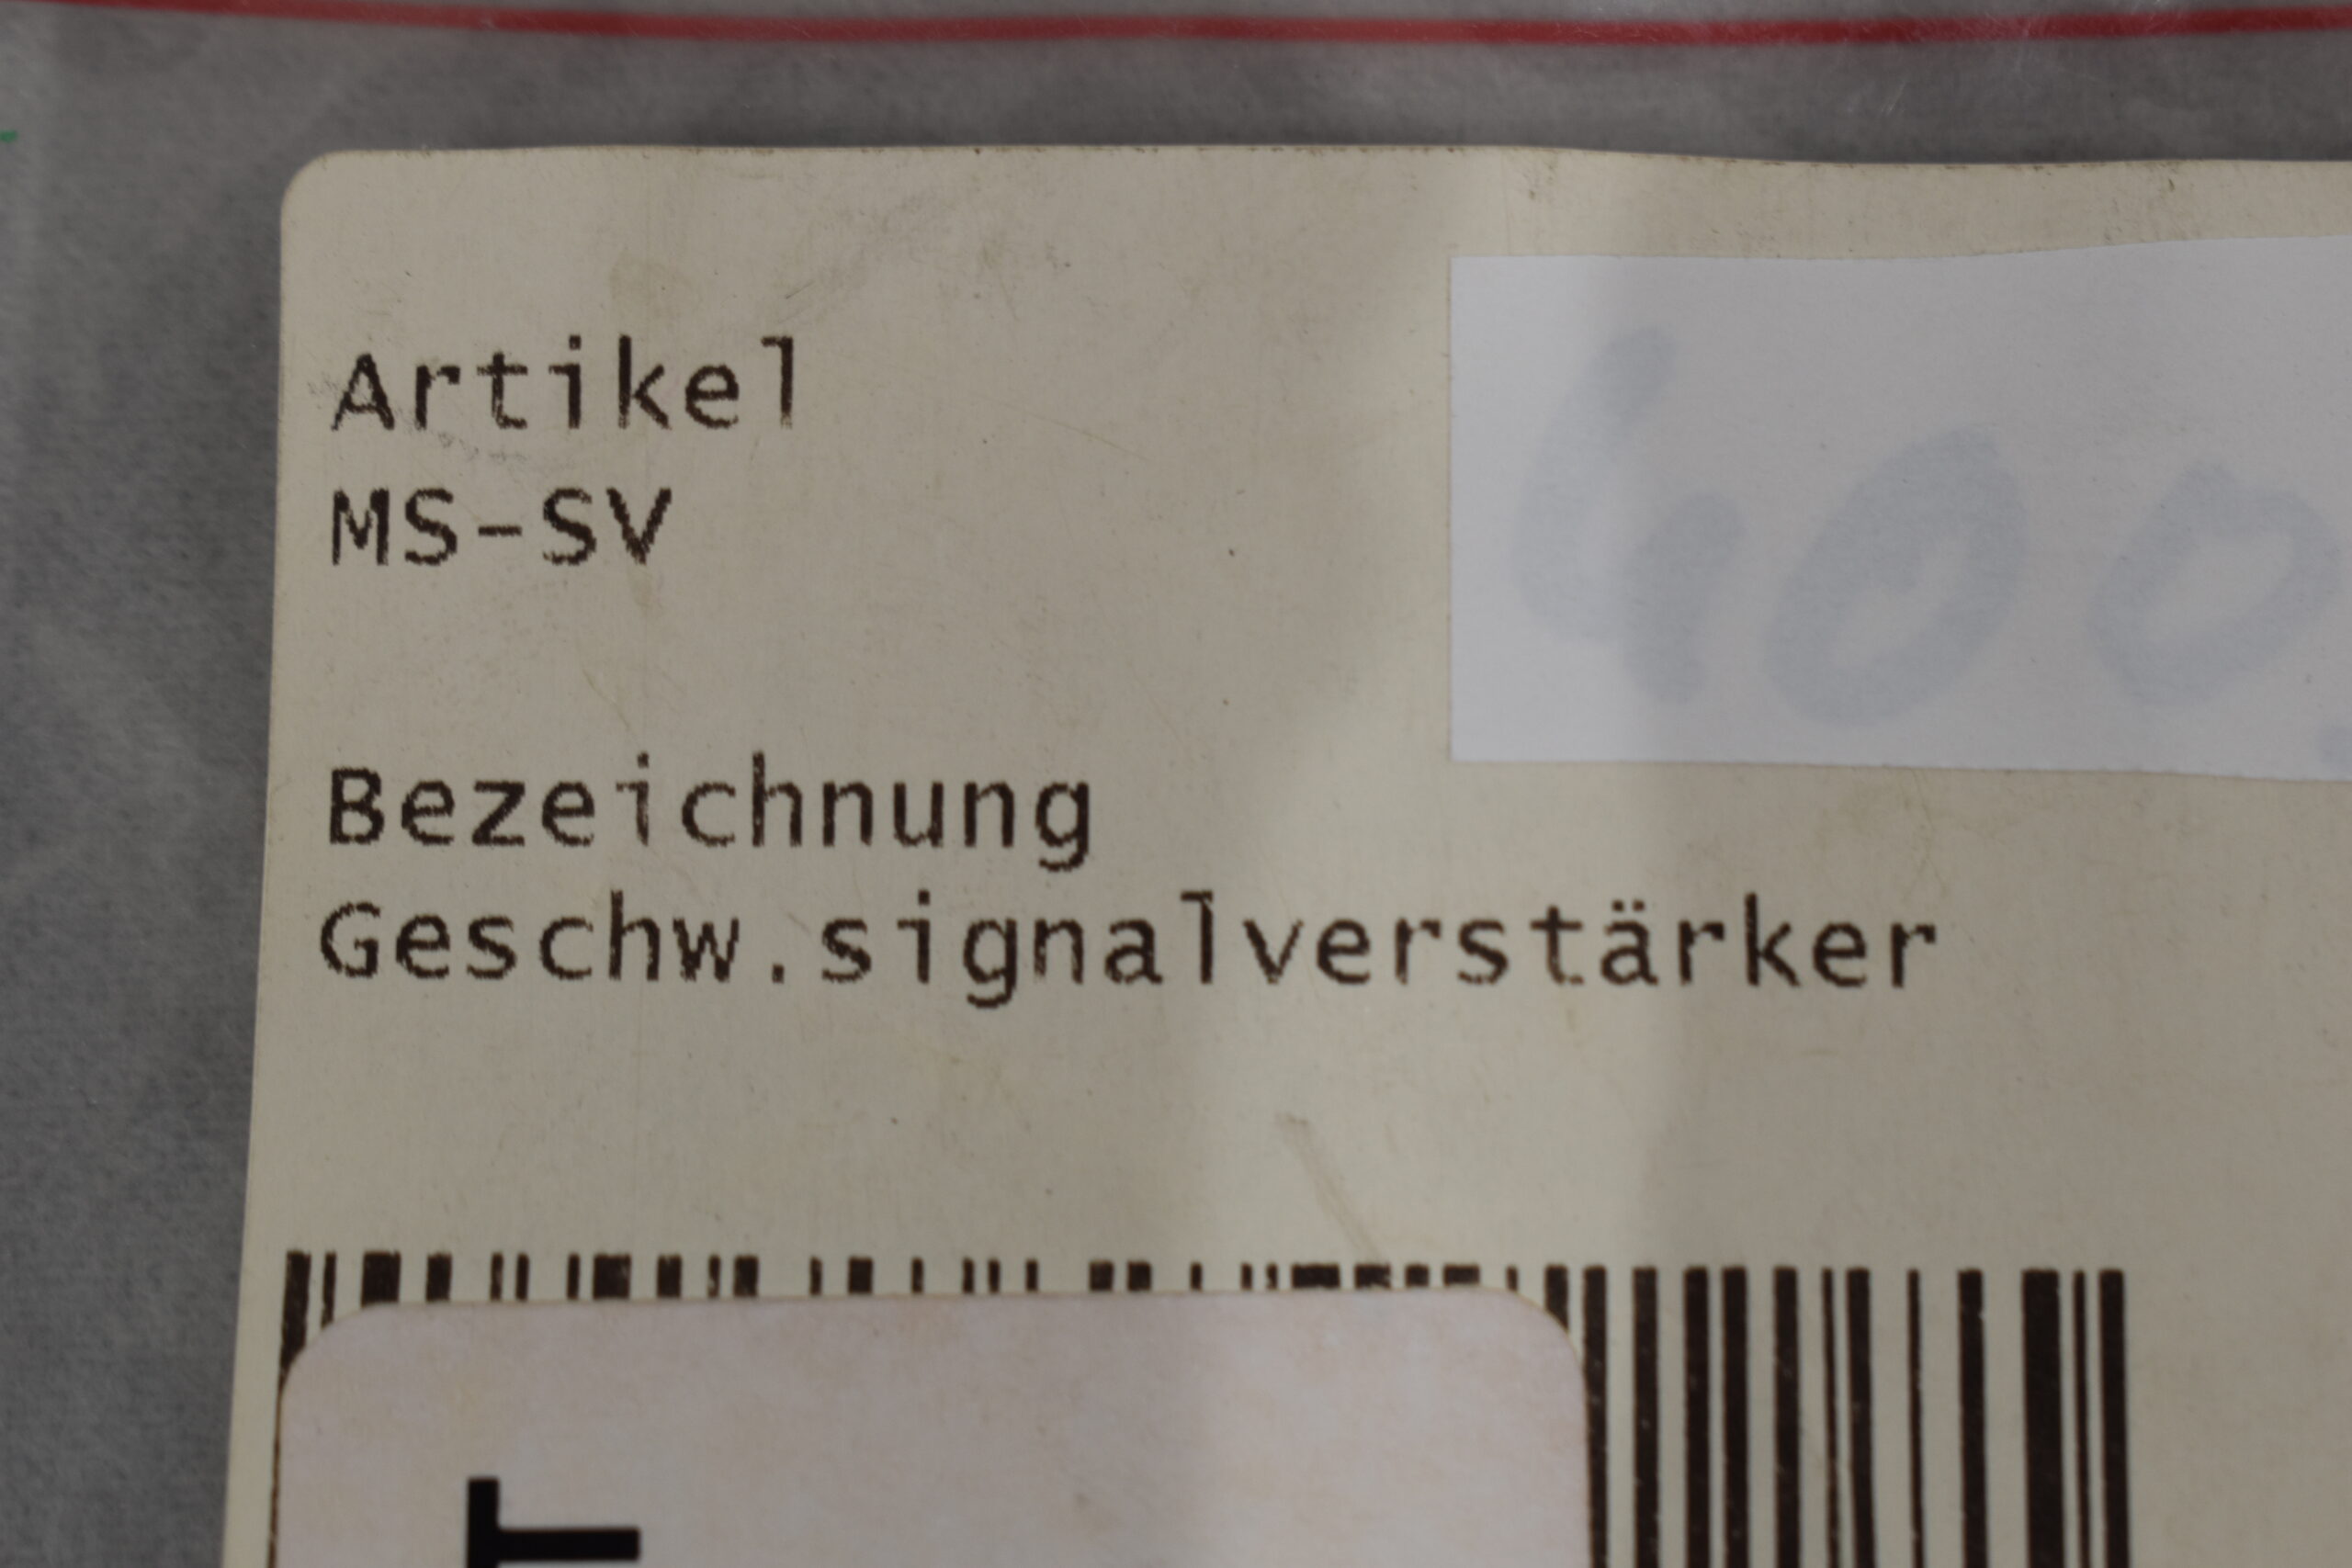 Artikel
MS-SV
Bezeichnung
Geschw.signalverstärker
T